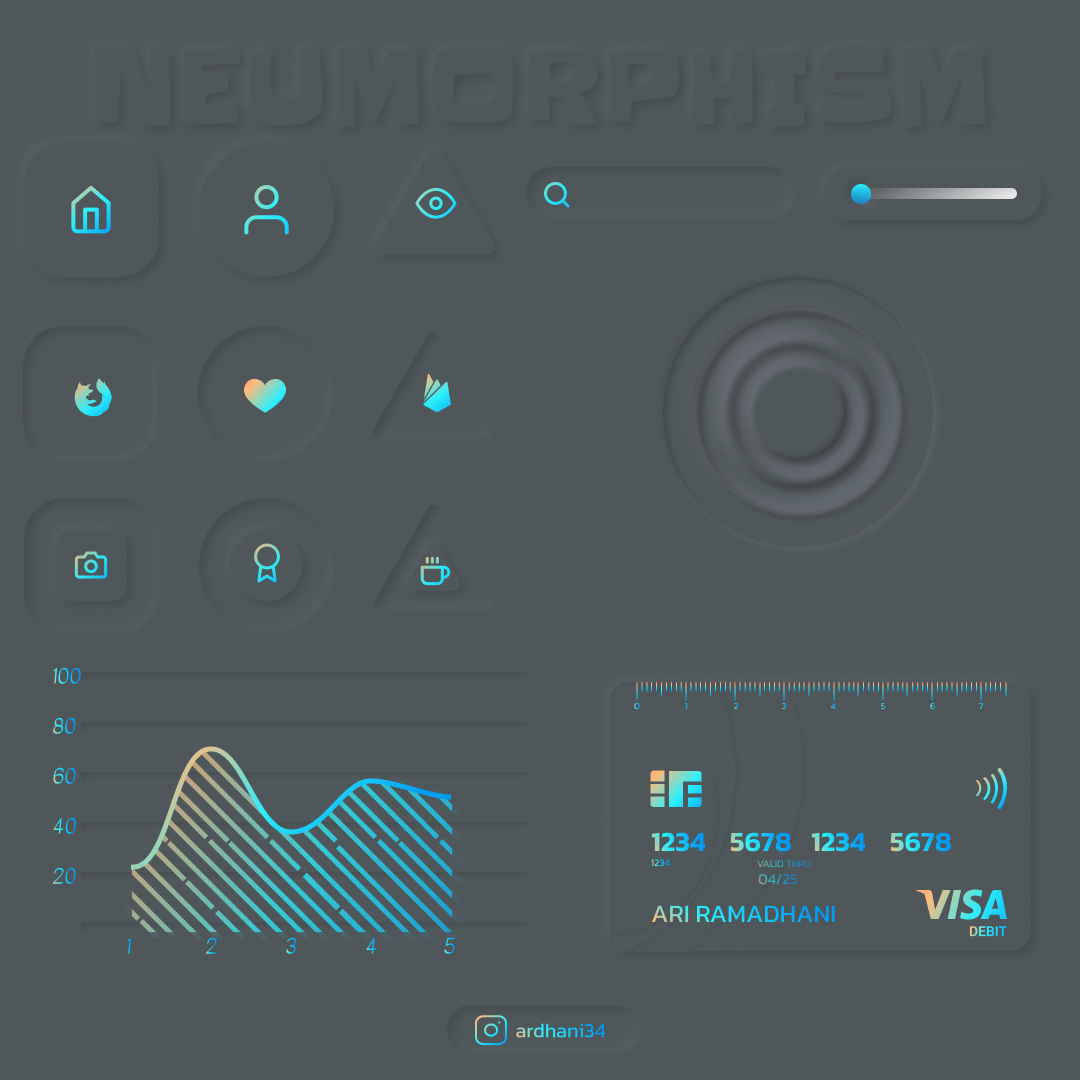 NEUMORPHISM
100
80
60
40
20
1 2 3 4 5
0 1 2 3 4 5 6 7
1234 5678 1234 5678
1234
VALID THRU
04/25
ARI RAMADHANI
VISA
DEBIT
ardhani34